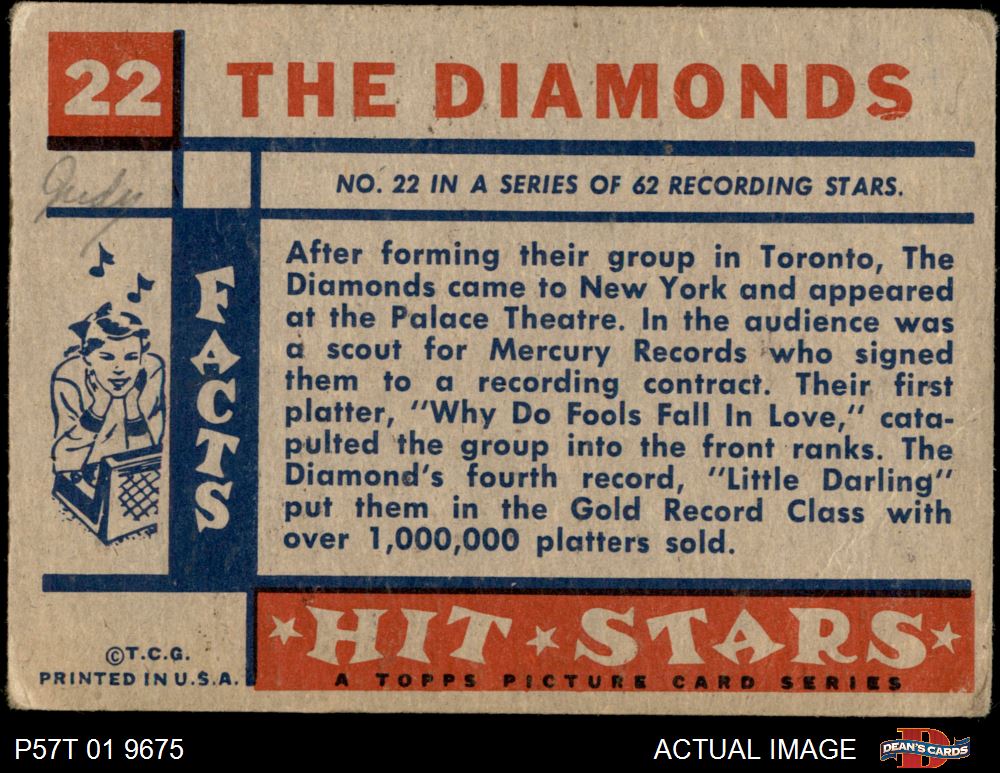 22 THE DIAMONDS
Judy
NO. 22 IN A SERIES OF 62 RECORDING STARS.
FACTS
After forming their group in Toronto, The
Diamonds came to New York and appeared
at the Palace Theatre. In the audience was
a scout for Mercury Records who signed
them to a recording contract. Their first
platter, "Why Do Fools Fall In Love," cata-
pulted the group into the front ranks. The
Diamond's fourth record, "Little Darling"
put them in the Gold Record Class with
over 1,000,000 platters sold.
HIT STARS
A TOPPS PICTURE CARD SERIES
©T.C.G.
PRINTED IN U.S.A.
P57T 01 9675
ACTUAL IMAGE
DEAN'S CARDS